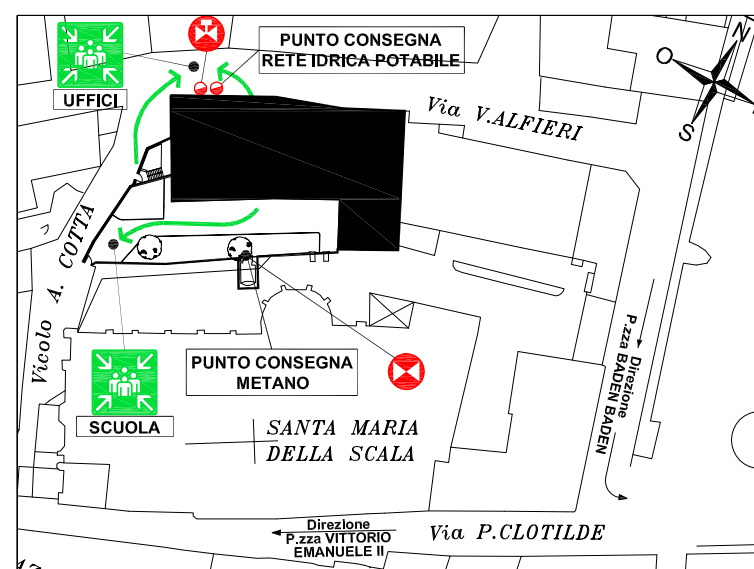 PUNTO CONSEGNA
RETE IDRICA POTABILE
UFFICI
N
O
S
Via V.ALFIERI
Vicolo A. COTTA
Direzione
P.zza BADEN BADEN
PUNTO CONSEGNA
METANO
SCUOLA
SANTA MARIA
DELLA SCALA
Direzione
P.zza VITTORIO
EMANUELE II
Via P.CLOTILDE